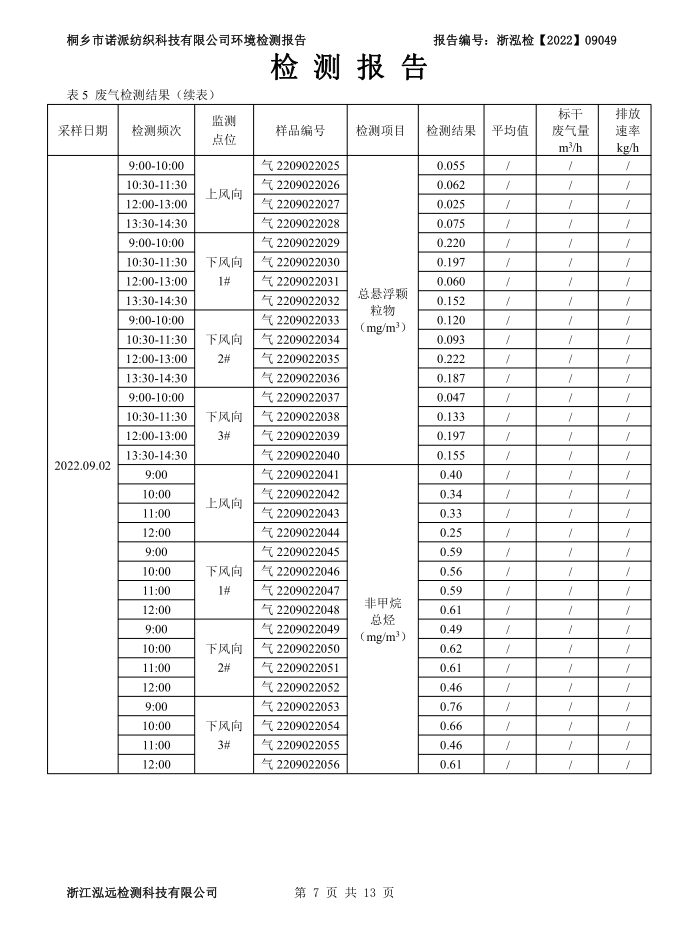 桐乡市诺派纺织科技有限公司环境检测报告 报告编号：浙泓检【2022】09049
检 测 报 告
表 5 废气检测结果（续表）
采样日期 检测频次 监测点位 样品编号 检测项目 检测结果 平均值 标干废气量 m³/h 排放速率 kg/h
2022.09.02 9:00-10:00 上风向 气 2209022025 总悬浮颗粒物（mg/m³） 0.055 / / /
10:30-11:30 气 2209022026 0.062 / / /
12:00-13:00 气 2209022027 0.025 / / /
13:30-14:30 气 2209022028 0.075 / / /
9:00-10:00 下风向 1# 气 2209022029 0.220 / / /
10:30-11:30 气 2209022030 0.197 / / /
12:00-13:00 气 2209022031 0.060 / / /
13:30-14:30 气 2209022032 0.152 / / /
9:00-10:00 下风向 2# 气 2209022033 0.120 / / /
10:30-11:30 气 2209022034 0.093 / / /
12:00-13:00 气 2209022035 0.222 / / /
13:30-14:30 气 2209022036 0.187 / / /
9:00-10:00 下风向 3# 气 2209022037 0.047 / / /
10:30-11:30 气 2209022038 0.133 / / /
12:00-13:00 气 2209022039 0.197 / / /
13:30-14:30 气 2209022040 0.155 / / /
9:00 上风向 气 2209022041 非甲烷总烃（mg/m³） 0.40 / / /
10:00 气 2209022042 0.34 / / /
11:00 气 2209022043 0.33 / / /
12:00 气 2209022044 0.25 / / /
9:00 下风向 1# 气 2209022045 0.59 / / /
10:00 气 2209022046 0.56 / / /
11:00 气 2209022047 0.59 / / /
12:00 气 2209022048 0.61 / / /
9:00 下风向 2# 气 2209022049 0.49 / / /
10:00 气 2209022050 0.62 / / /
11:00 气 2209022051 0.61 / / /
12:00 气 2209022052 0.46 / / /
9:00 下风向 3# 气 2209022053 0.76 / / /
10:00 气 2209022054 0.66 / / /
11:00 气 2209022055 0.46 / / /
12:00 气 2209022056 0.61 / / /
浙江泓远检测科技有限公司 第 7 页 共 13 页